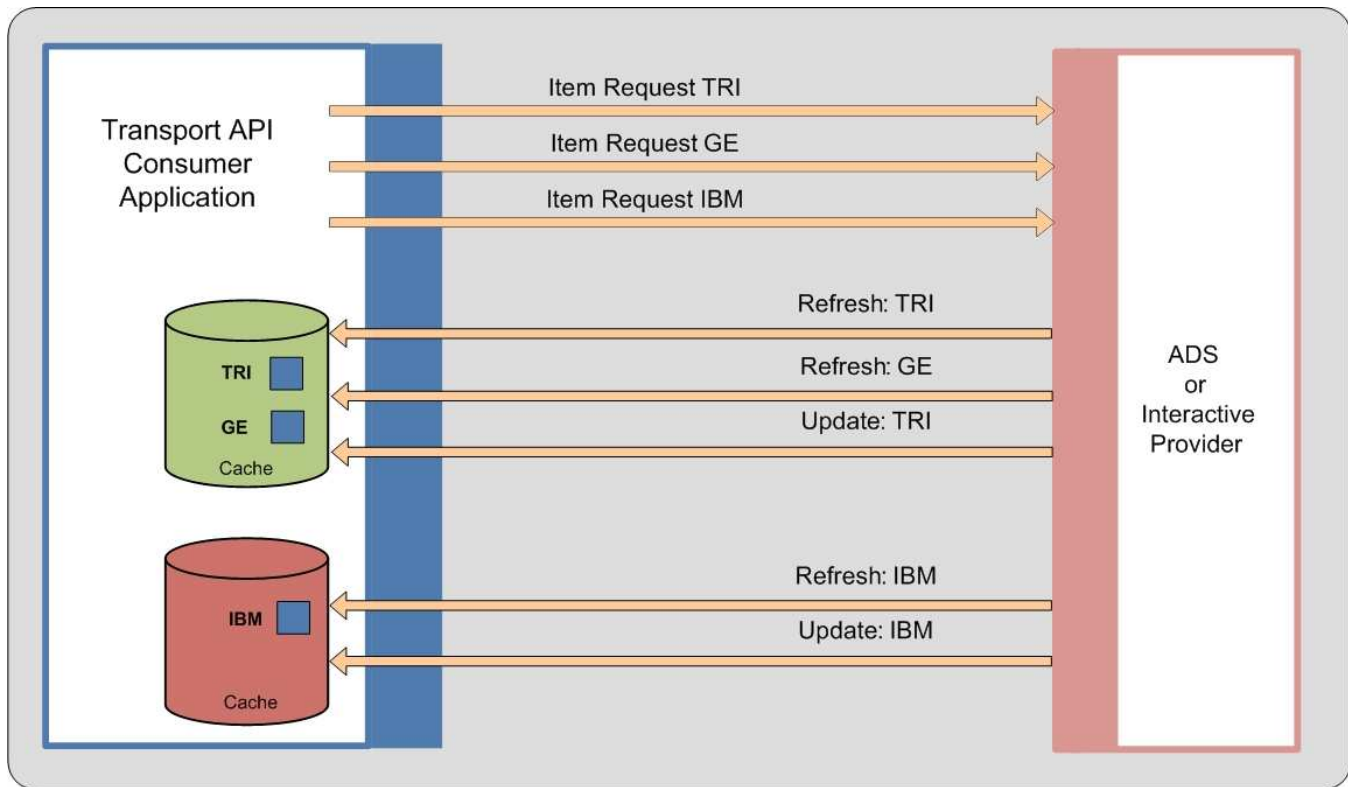 Transport API
Consumer
Application
Item Request TRI
Item Request GE
Item Request IBM
Refresh: TRI
Refresh: GE
Update: TRI
TRI
GE
Cache
Refresh: IBM
Update: IBM
IBM
Cache
ADS
or
Interactive
Provider